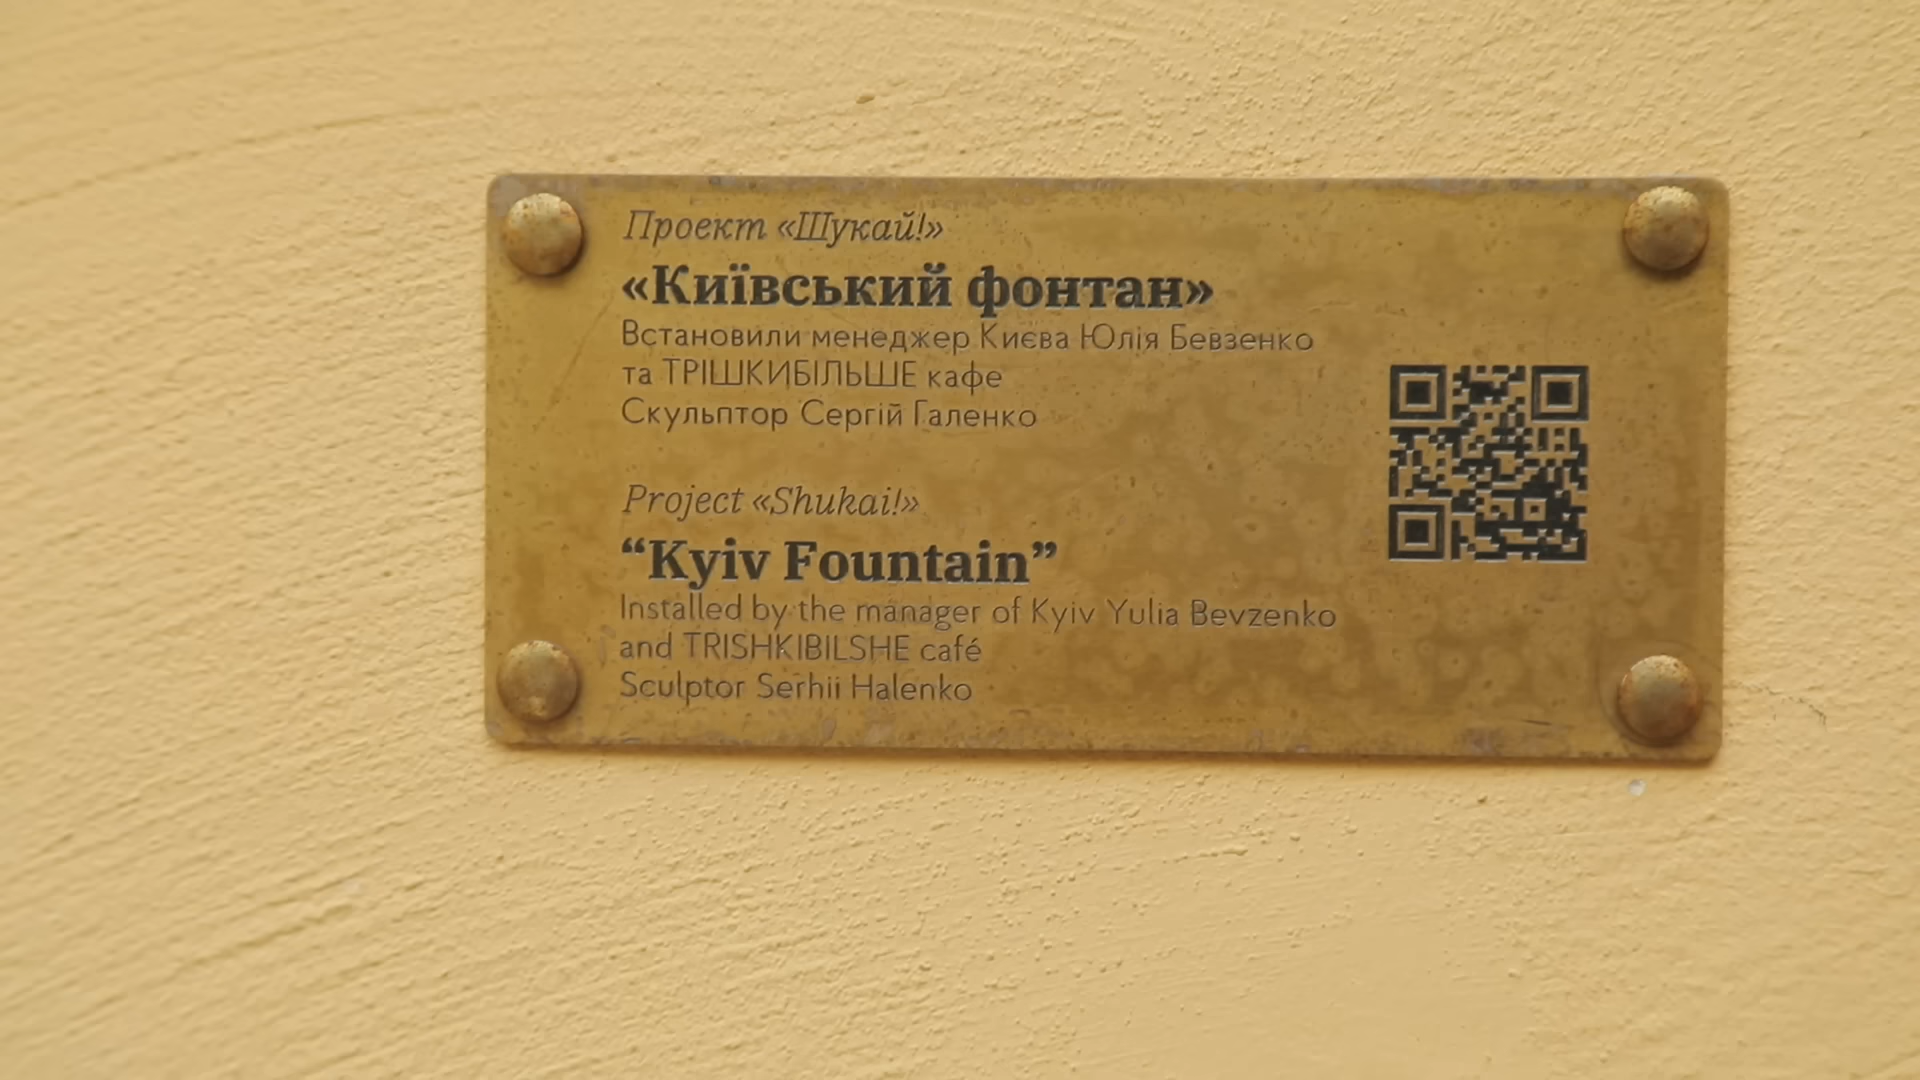 Проект «Шукай!»
«Київський фонтан»
Встановили менеджер Києва Юлія Бевзенко
та ТРІШКИБІЛЬШЕ кафе
Скульптор Сергій Галенко
Project «Shukai!»
“Kyiv Fountain”
Installed by the manager of Kyiv Yulia Bevzenko
and TRISHKIBILSHE café
Sculptor Serhii Halenko